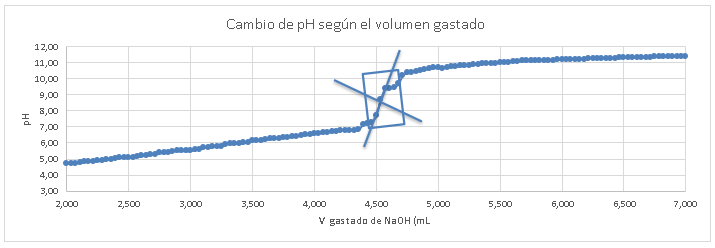 Cambio de pH según el volumen gastado
12,00
11,00
10,00
9,00
8,00
7,00
6,00
5,00
4,00
3,00
pH
2,000 2,500 3,000 3,500 4,000 4,500 5,000 5,500 6,000 6,500 7,000
V gastado de NaOH (mL